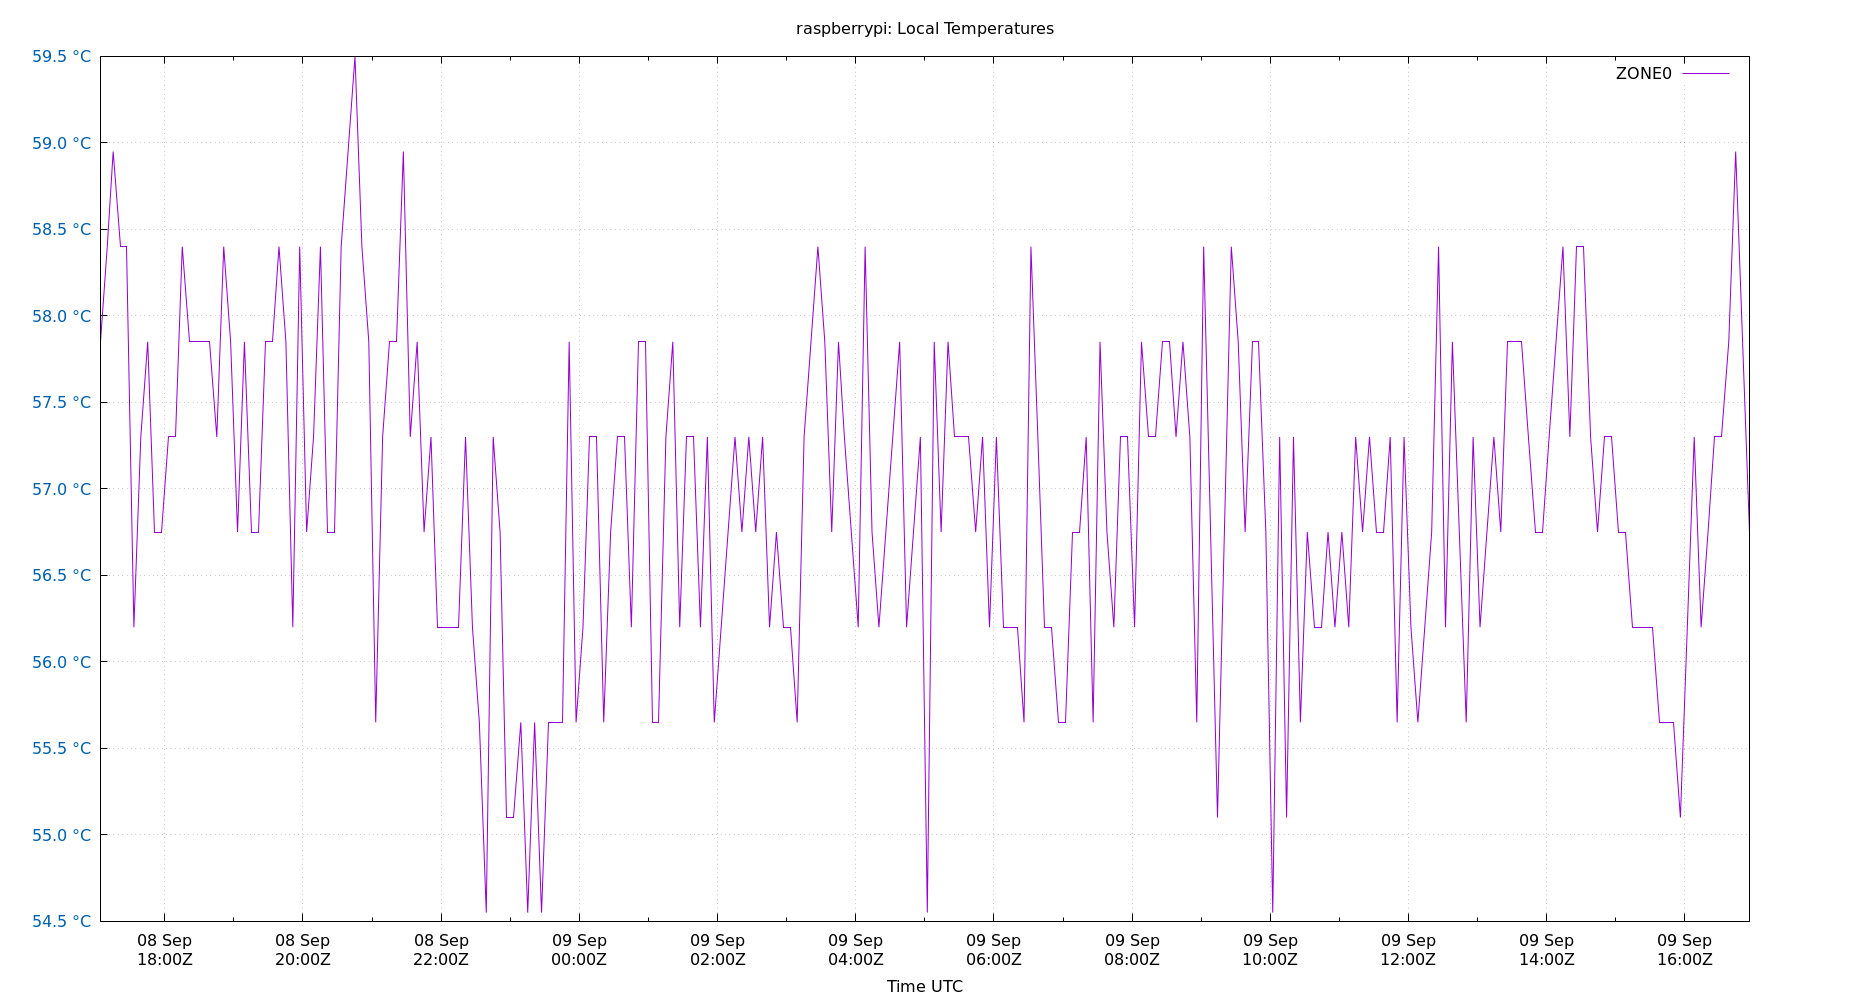 raspberrypi: Local Temperatures
59.5 °C
59.0 °C
58.5 °C
58.0 °C
57.5 °C
57.0 °C
56.5 °C
56.0 °C
55.5 °C
55.0 °C
54.5 °C
ZONE0
08 Sep
18:00Z
08 Sep
20:00Z
08 Sep
22:00Z
09 Sep
00:00Z
09 Sep
02:00Z
09 Sep
04:00Z
09 Sep
06:00Z
09 Sep
08:00Z
09 Sep
10:00Z
09 Sep
12:00Z
09 Sep
14:00Z
09 Sep
16:00Z
Time UTC